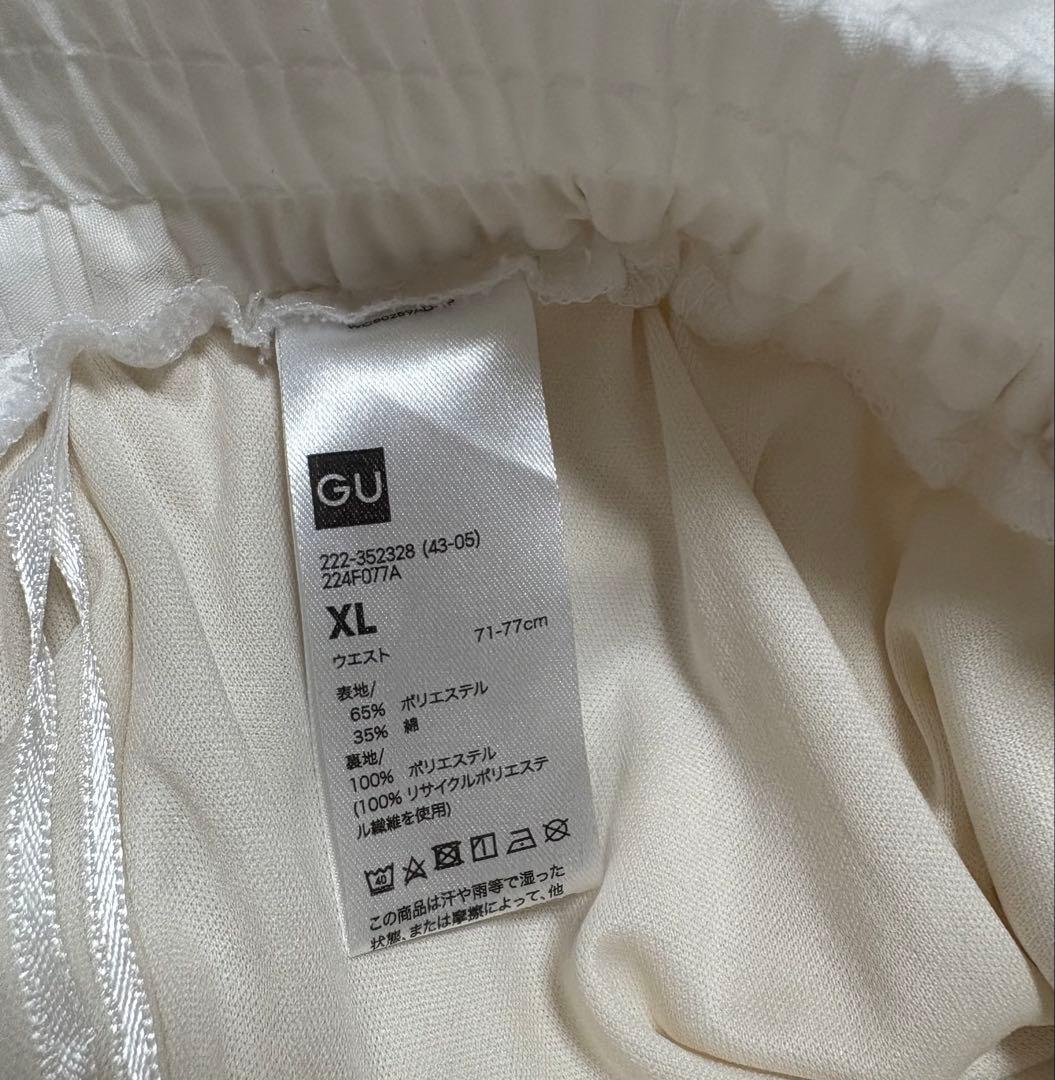 GU
222-352328 (43-05)
224F077A
XL
71-77cm
ウエスト
表地/
65% ポリエステル
35% 綿
裏地/
100% ポリエステル
(100% リサイクルポリエステ
ル繊維を使用)
40
この商品は汗や雨等で湿った
状態、または摩擦によって、他